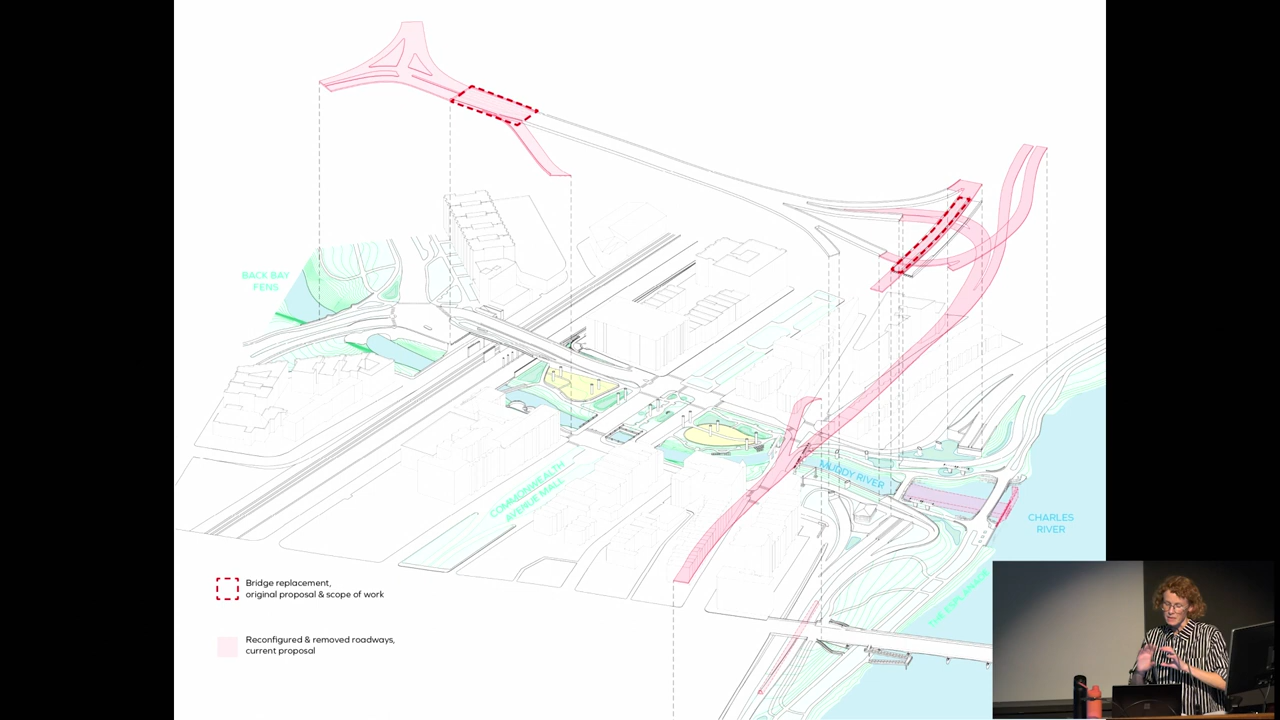 BACK BAY
FENS
COMMONWEALTH
AVENUE MALL
MUDDY RIVER
CHARLES
RIVER
THE ESPLANADE
Bridge replacement,
original proposal & scope of work
Reconfigured & removed roadways,
current proposal